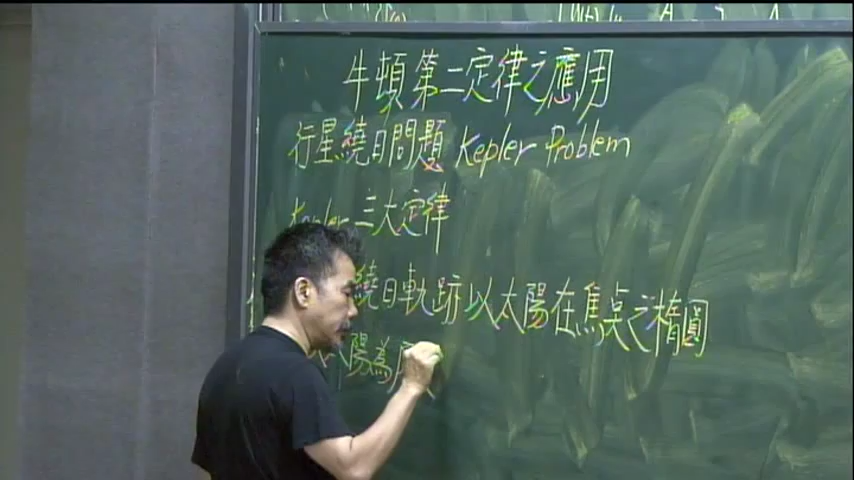 牛頓第二定律之應用
行星繞日問題 Kepler Problem
Kepler 三大定律
繞日軌跡以太陽在焦點之橢圓
太陽為